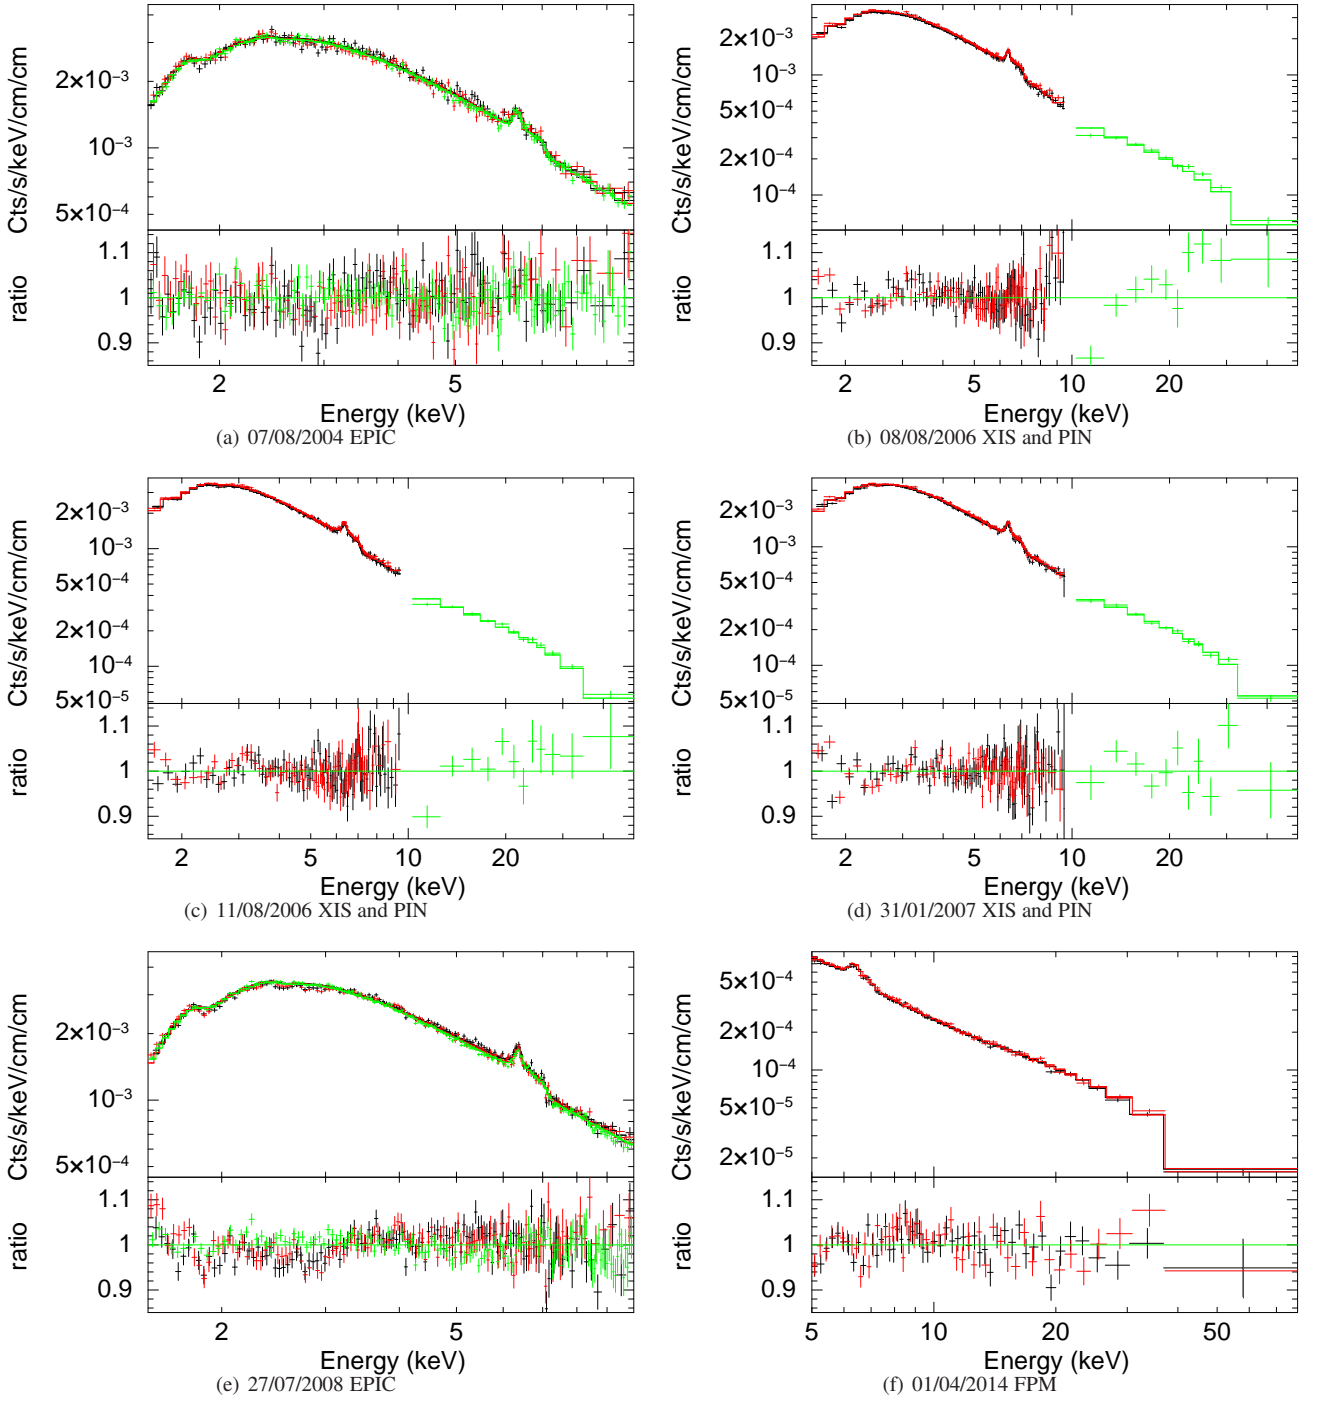 Cts/s/keV/cm/cm
2×10⁻³
10⁻³
5×10⁻⁴
ratio
1.1
1
0.9
2 5
Energy (keV)
(a) 07/08/2004 EPIC
Cts/s/keV/cm/cm
2×10⁻³
10⁻³
5×10⁻⁴
2×10⁻⁴
10⁻⁴
ratio
1.1
1
0.9
2 5 10 20
Energy (keV)
(b) 08/08/2006 XIS and PIN
Cts/s/keV/cm/cm
2×10⁻³
10⁻³
5×10⁻⁴
2×10⁻⁴
10⁻⁴
5×10⁻⁵
ratio
1.1
1
0.9
2 5 10 20
Energy (keV)
(c) 11/08/2006 XIS and PIN
Cts/s/keV/cm/cm
2×10⁻³
10⁻³
5×10⁻⁴
2×10⁻⁴
10⁻⁴
5×10⁻⁵
ratio
1.1
1
0.9
2 5 10 20
Energy (keV)
(d) 31/01/2007 XIS and PIN
Cts/s/keV/cm/cm
2×10⁻³
10⁻³
5×10⁻⁴
ratio
1.1
1
0.9
2 5
Energy (keV)
(e) 27/07/2008 EPIC
Cts/s/keV/cm/cm
5×10⁻⁴
2×10⁻⁴
10⁻⁴
5×10⁻⁵
2×10⁻⁵
ratio
1.1
1
0.9
5 10 20 50
Energy (keV)
(f) 01/04/2014 FPM